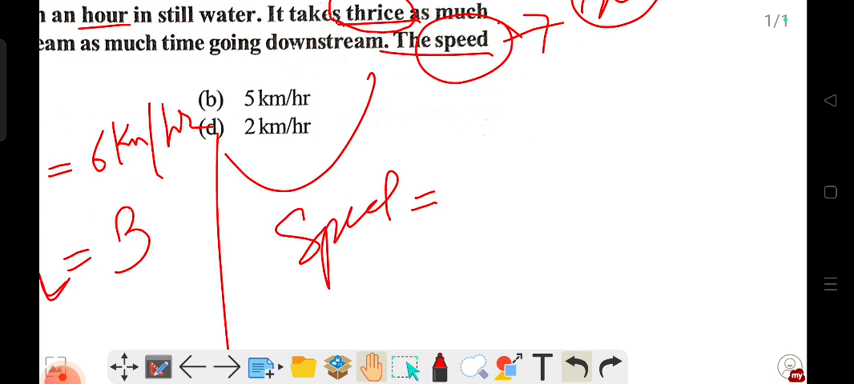 an hour in still water. It takes thrice as much
eam as much time going downstream. The speed
1/1
(b) 5 km/hr
(d) 2 km/hr
= 6 Km/hr
Speed =
= B
T
my